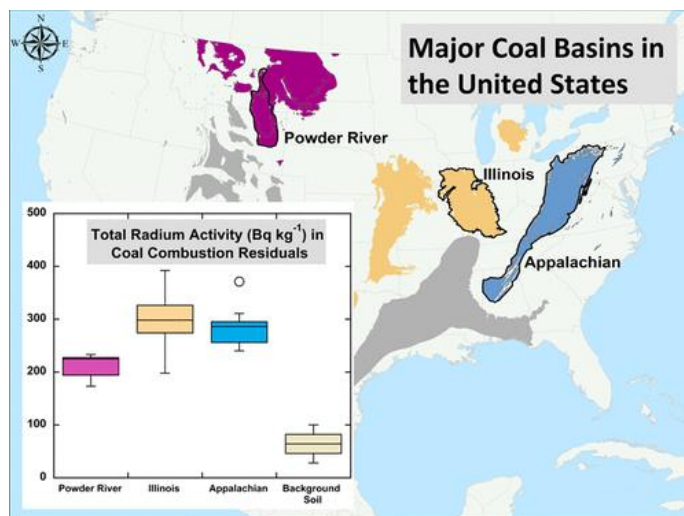 N
W
E
S
Major Coal Basins in
the United States
Powder River
Illinois
Appalachian
Total Radium Activity (Bq kg⁻¹) in
Coal Combustion Residuals
500
400
300
200
100
0
Powder River
Illinois
Appalachian
Background
Soil